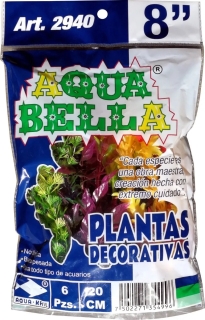 Art. 2940
8”
AQUA
BELLA®
"Cada especie es
una obra maestra
creación hecha con
extremo cuidado"
PLANTAS
DECORATIVAS
6
Pzs.
20
CM
7502271354996